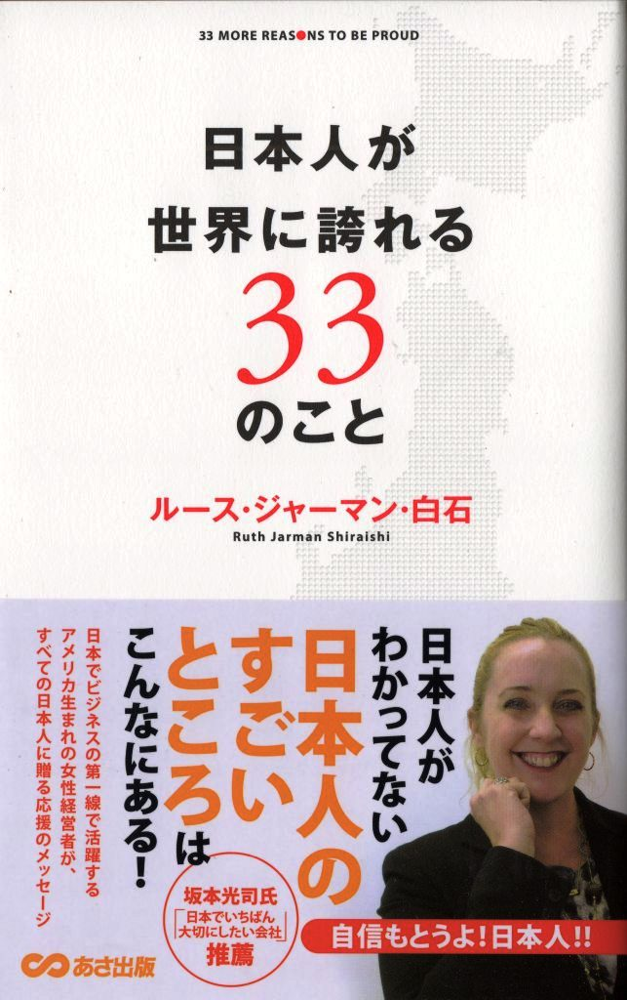 33 MORE REASONS TO BE PROUD
日本人が
世界に誇れる
33
のこと
ルース・ジャーマン・白石
Ruth Jarman Shiraishi
日本人が
わかってない
日本人の
すごい
ところは
こんなにある!
日本でビジネスの第一線で活躍する
アメリカ生まれの女性経営者が、
すべての日本人に贈る応援のメッセージ
坂本光司氏
「日本でいちばん
大切にしたい会社」
推薦
自信もとうよ!日本人!!
あさ出版